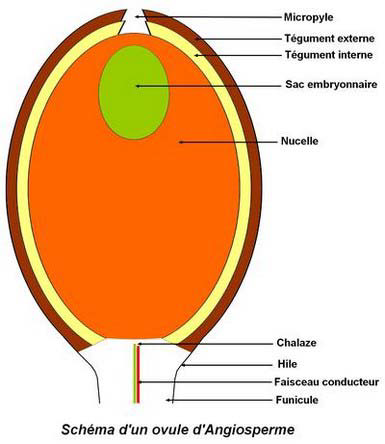 Micropyle
Tégument externe
Tégument interne
Sac embryonnaire
Nucelle
Chalaze
Hile
Faisceau conducteur
Funicule
Schéma d'un ovule d'Angiosperme